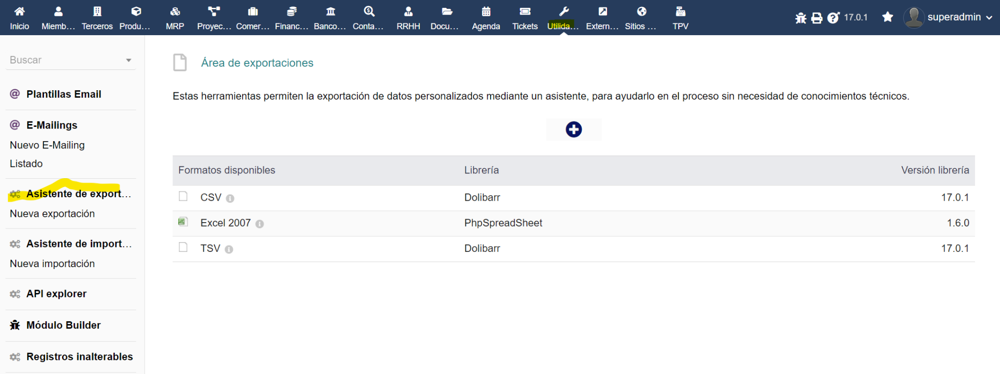 Inicio Miemb... Terceros Produ... MRP Proyec... Comer... Financ... Banco... Conta... RRHH Docu... Agenda Tickets Utilida... Extern... Sitios ... TPV 17.0.1 superadmin
Buscar
Plantillas Email
E-Mailings
Nuevo E-Mailing
Listado
Asistente de export...
Nueva exportación
Asistente de import...
Nueva importación
API explorer
Módulo Builder
Registros inalterables
Área de exportaciones
Estas herramientas permiten la exportación de datos personalizados mediante un asistente, para ayudarlo en el proceso sin necesidad de conocimientos técnicos.
Formatos disponibles Librería Versión librería
CSV Dolibarr 17.0.1
Excel 2007 PhpSpreadSheet 1.6.0
TSV Dolibarr 17.0.1